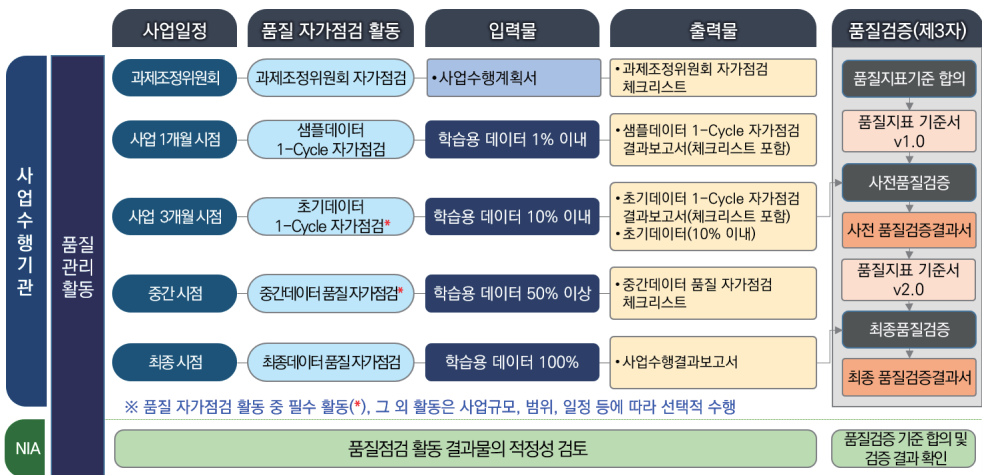 사업일정
품질 자가점검 활동
입력물
출력물
품질검증(제3자)
사업수행기관
품질
관리
활동
과제조정위원회
과제조정위원회 자가점검
•사업수행계획서
•과제조정위원회 자가점검
체크리스트
사업 1개월 시점
샘플데이터
1-Cycle 자가점검
학습용 데이터 1% 이내
•샘플데이터 1-Cycle 자가점검
결과보고서(체크리스트 포함)
사업 3개월 시점
초기데이터
1-Cycle 자가점검*
학습용 데이터 10% 이내
•초기데이터 1-Cycle 자가점검
결과보고서(체크리스트 포함)
•초기데이터(10% 이내)
중간 시점
중간데이터 품질 자가점검*
학습용 데이터 50% 이상
•중간데이터 품질 자가점검
체크리스트
최종 시점
최종데이터 품질 자가점검
학습용 데이터 100%
•사업수행결과보고서
품질지표기준 합의
품질지표 기준서
v1.0
사전품질검증
사전 품질검증결과서
품질지표 기준서
v2.0
최종품질검증
최종 품질검증결과서
※ 품질 자가점검 활동 중 필수 활동(*), 그 외 활동은 사업규모, 범위, 일정 등에 따라 선택적 수행
NIA
품질점검 활동 결과물의 적정성 검토
품질검증 기준 합의 및
검증 결과 확인